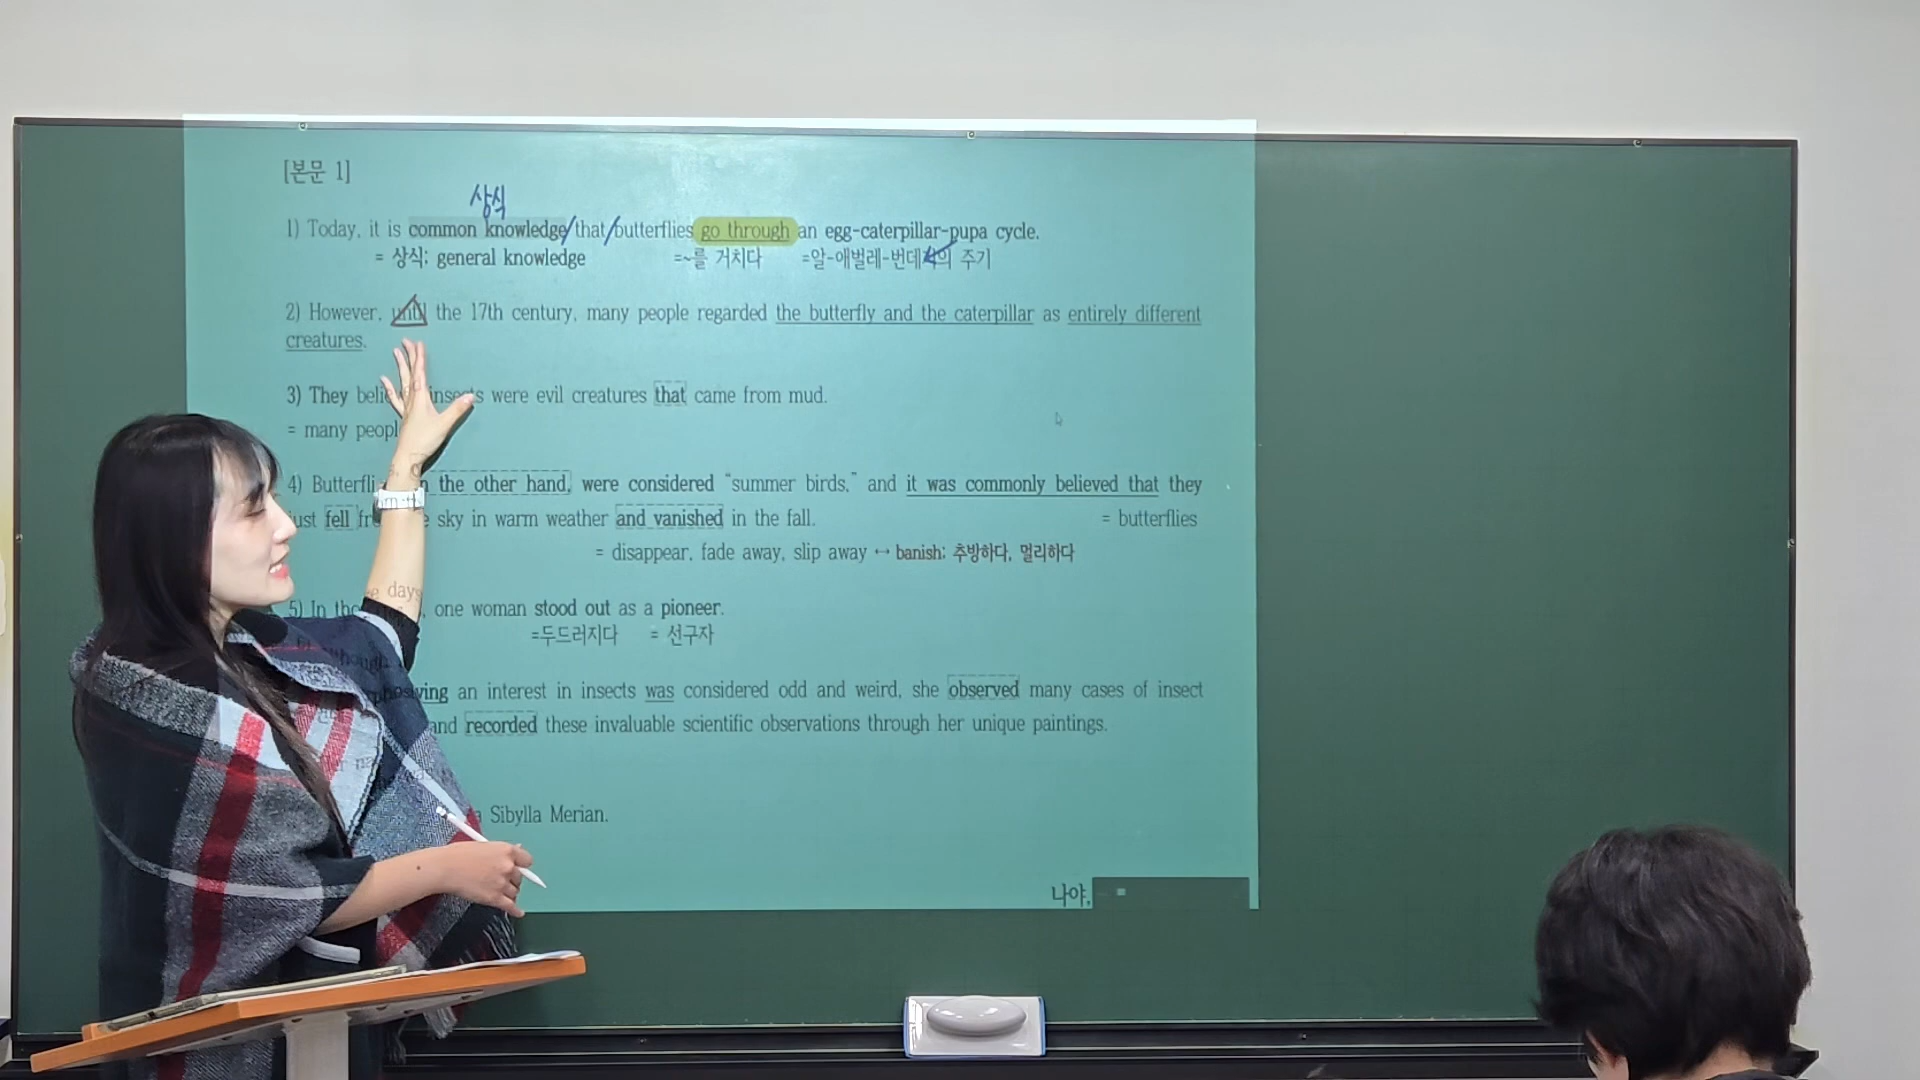 [본문 1]
상식
1) Today, it is common knowledge/that/butterflies go through an egg-caterpillar-pupa cycle.
= 상식; general knowledge =~를 거치다 =알-애벌레-번데기의 주기
2) However, until the 17th century, many people regarded the butterfly and the caterpillar as entirely different
creatures.
3) They insects were evil creatures that came from mud.
= many
4) the other hand, were considered "summer birds," and it was commonly believed that they
just fell sky in warm weather and vanished in the fall. = butterflies
= disappear, fade away, slip away ↔ banish; 추방하다, 멀리하다
5) In days, one woman stood out as a pioneer.
=두드러지다 = 선구자
an interest in insects was considered odd and weird, she observed many cases of insect
and recorded these invaluable scientific observations through her unique paintings.
Sibylla Merian.
나야,